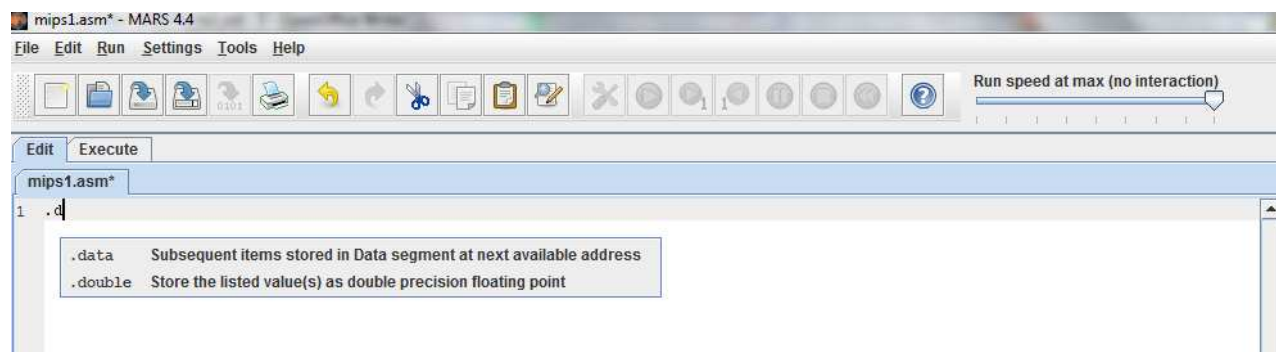 mips1.asm* - MARS 4.4
File Edit Run Settings Tools Help
Run speed at max (no interaction)
Edit Execute
mips1.asm*
1 .d
.data Subsequent items stored in Data segment at next available address
.double Store the listed value(s) as double precision floating point